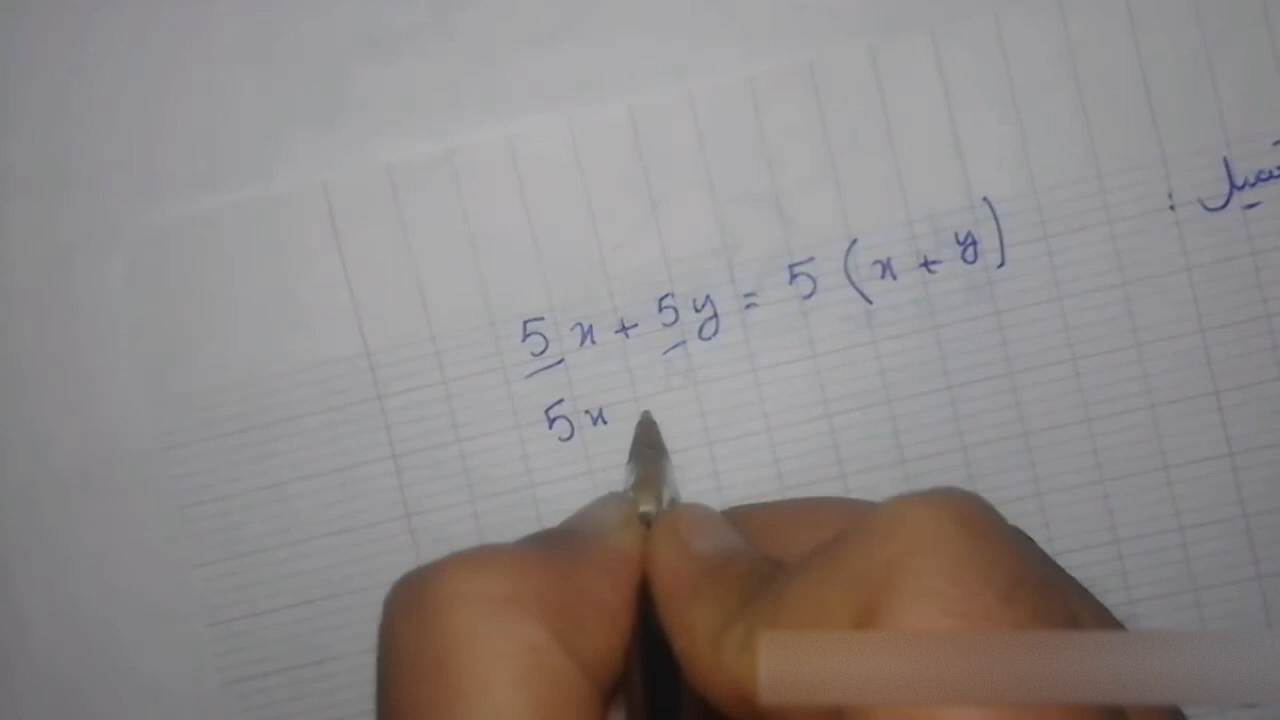 5x + 5y = 5 (x + y)
5x